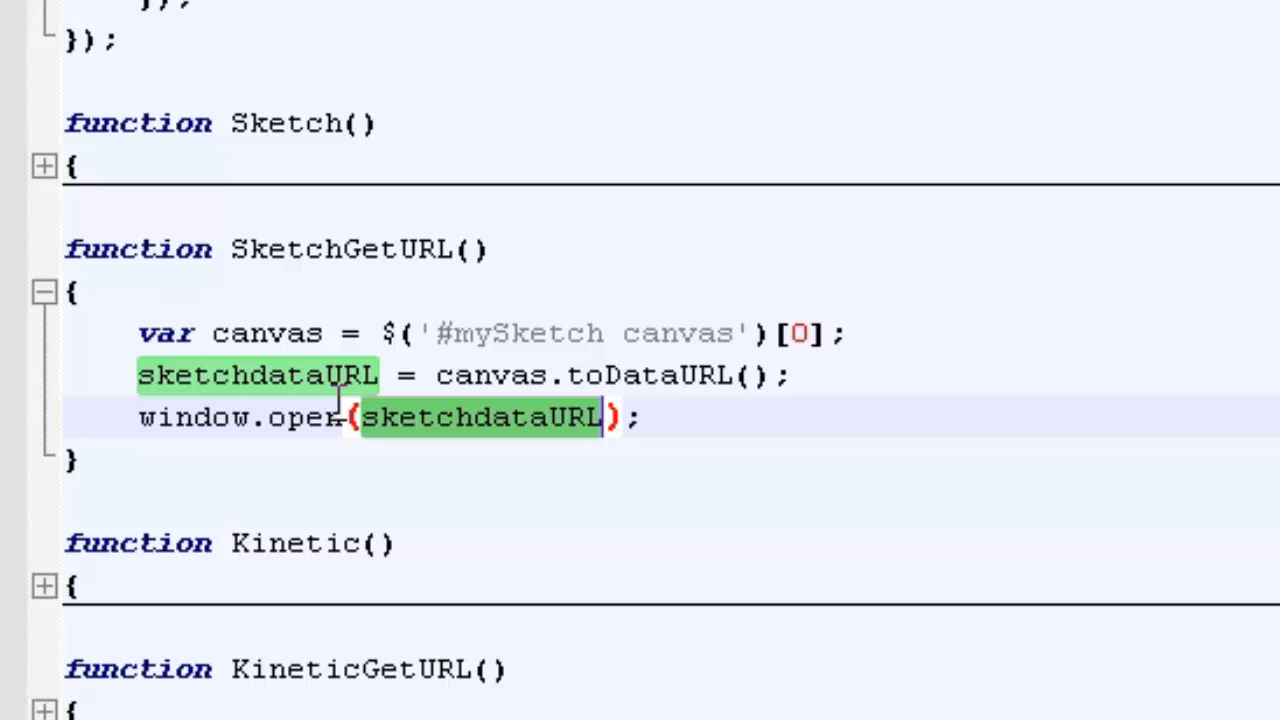 });
});
function Sketch()
{
function SketchGetURL()
{
var canvas = $('#mySketch canvas')[0];
sketchdataURL = canvas.toDataURL();
window.open(sketchdataURL);
}
function Kinetic()
{
function KineticGetURL()
{